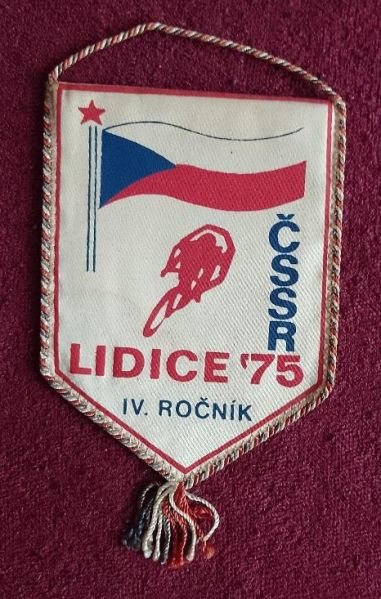 ČSSR
LIDICE '75
IV. ROČNÍK